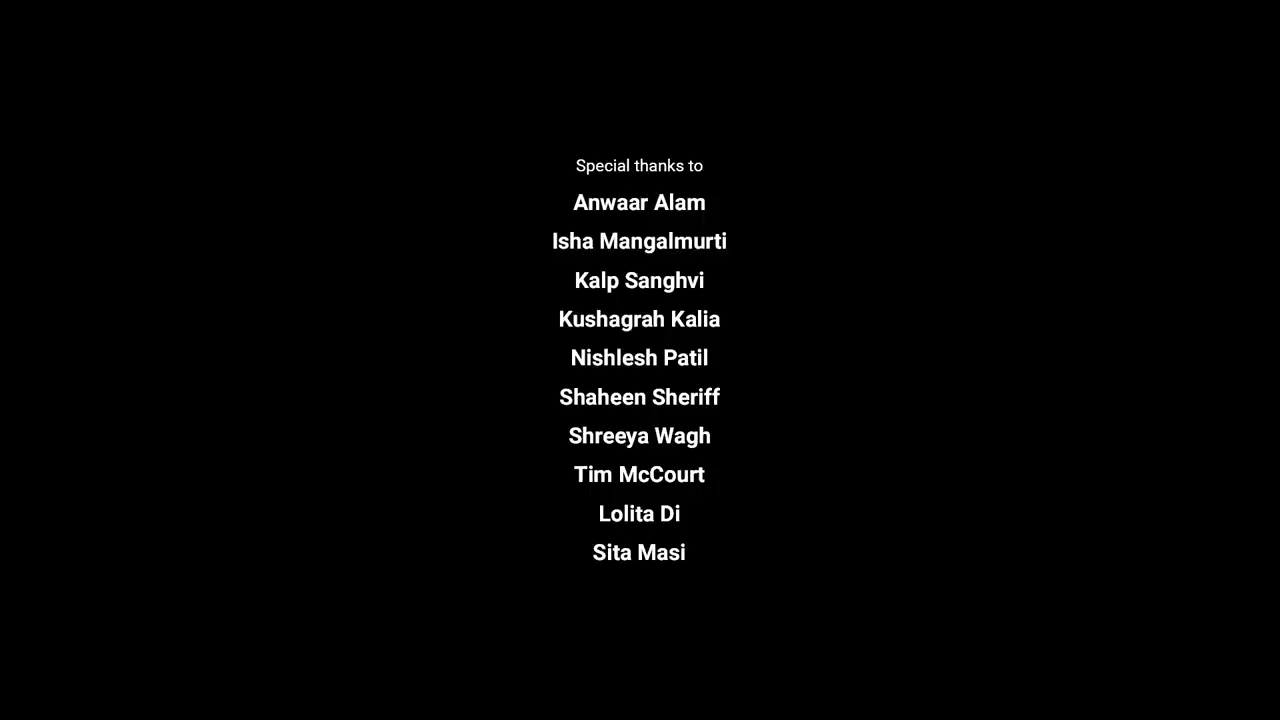 Special thanks to
Anwaar Alam
Isha Mangalmurti
Kalp Sanghvi
Kushagrah Kalia
Nishlesh Patil
Shaheen Sheriff
Shreeya Wagh
Tim McCourt
Lolita Di
Sita Masi